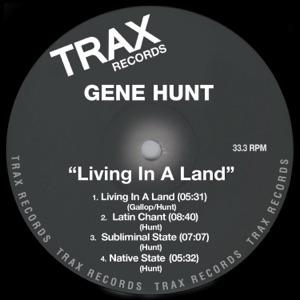 TRAX
RECORDS
GENE HUNT
33.3 RPM
“Living In A Land”
1. Living In A Land (05:31)
(Gallop/Hunt)
2. Latin Chant (08:40)
(Hunt)
3. Subliminal State (07:07)
(Hunt)
4. Native State (05:32)
(Hunt)
TRAX RECORDS TRAX RECORDS TRAX RECORDS TRAX RECORDS